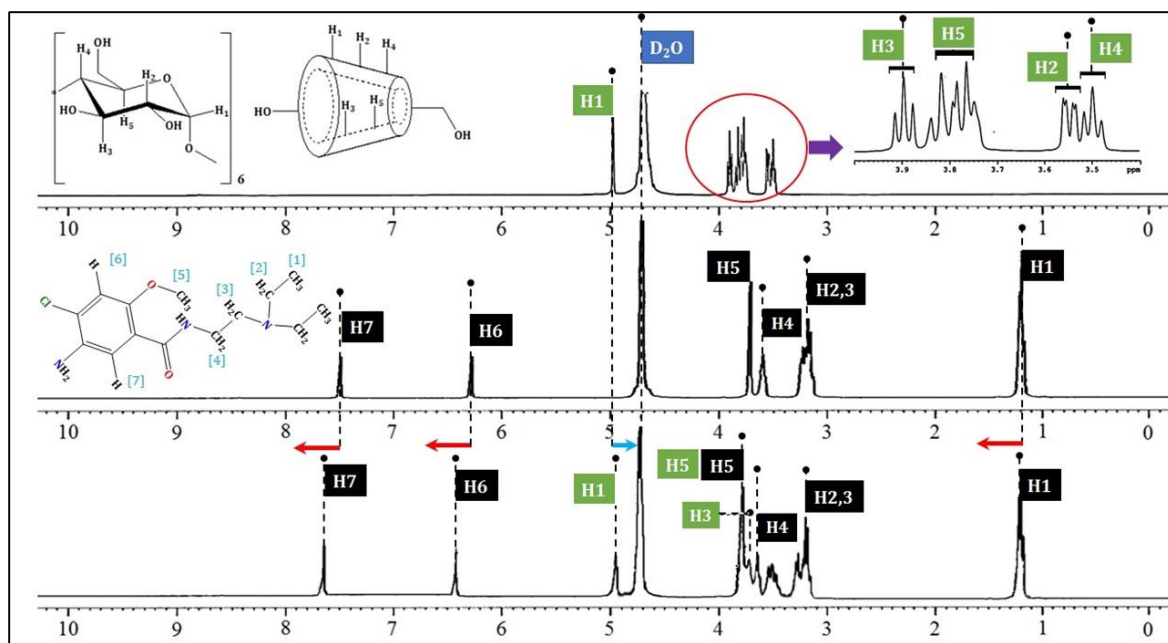 H₁
H₂
H₄
OH
H₄
H₂
O
HO
H₁
H₅
OH
O
H₃
6
HO
H₃
H₅
OH
H1
D₂O
H3
H5
H2
H4
3.9
3.8
3.7
3.6
3.5
ppm
10
9
8
7
6
5
4
3
2
1
0
[6]
H
[5]
O
CH₃
Cl
[2]
[1]
H₂C
CH₃
[3]
H₂C
N
CH₃
CH₂
HN
CH₂
[4]
O
NH₂
H
[7]
H7
H6
H5
H4
H2,3
H1
10
9
8
7
6
5
4
3
2
1
0
H7
H6
H1
H5
H5
H3
H4
H2,3
H1
10
9
8
7
6
5
4
3
2
1
0